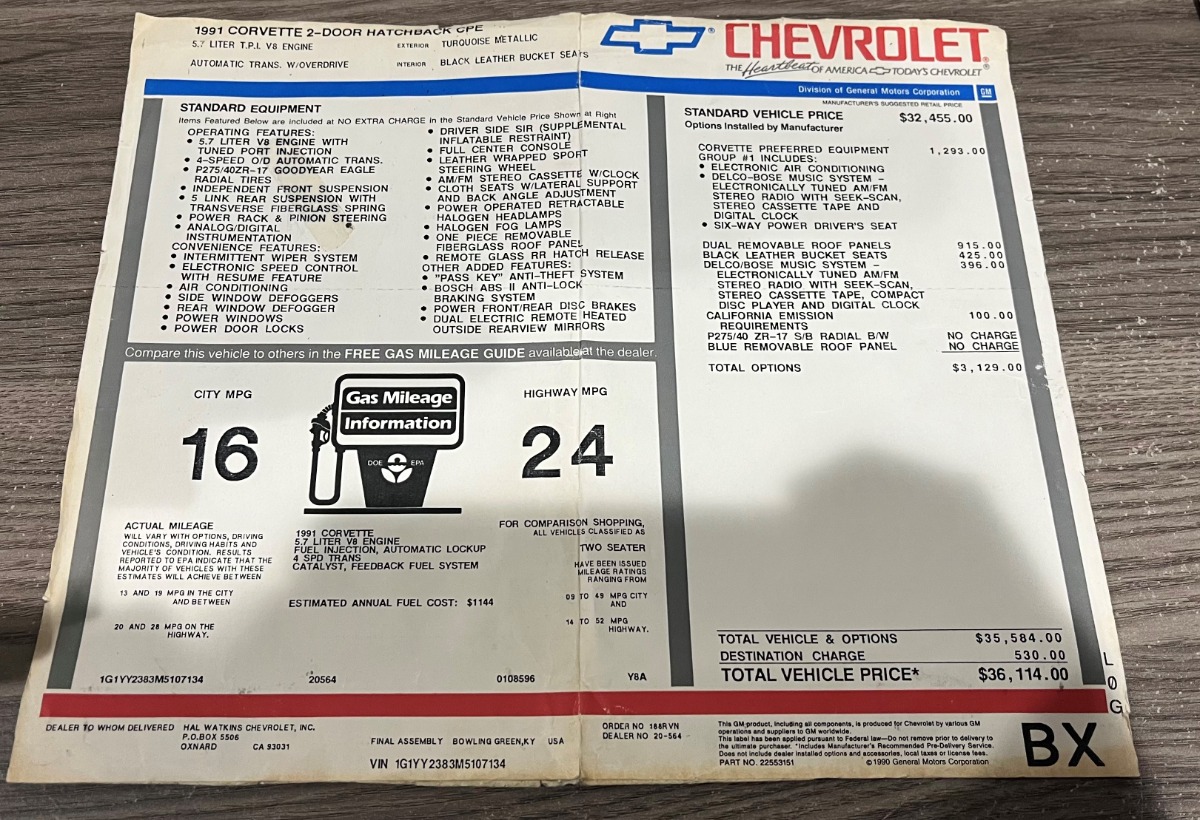 1991 CORVETTE 2-DOOR HATCHBACK CPE
5.7 LITER T.P.I. V8 ENGINE
EXTERIOR TURQUOISE METALLIC
AUTOMATIC TRANS. W/OVERDRIVE
INTERIOR BLACK LEATHER BUCKET SEATS
CHEVROLET
THE Heartbeat OF AMERICA TODAY'S CHEVROLET
Division of General Motors Corporation GM
STANDARD EQUIPMENT
Items Featured Below are included at NO EXTRA CHARGE in the Standard Vehicle Price Shown at Right
OPERATING FEATURES:
• 5.7 LITER V8 ENGINE WITH
TUNED PORT INJECTION
• 4-SPEED O/D AUTOMATIC TRANS.
• P275/40ZR-17 GOODYEAR EAGLE
RADIAL TIRES
• INDEPENDENT FRONT SUSPENSION
• 5 LINK REAR SUSPENSION WITH
TRANSVERSE FIBERGLASS SPRING
• POWER RACK & PINION STEERING
• ANALOG/DIGITAL
INSTRUMENTATION
CONVENIENCE FEATURES:
• INTERMITTENT WIPER SYSTEM
• ELECTRONIC SPEED CONTROL
WITH RESUME FEATURE
• AIR CONDITIONING
• SIDE WINDOW DEFOGGERS
• REAR WINDOW DEFOGGER
• POWER WINDOWS
• POWER DOOR LOCKS
• DRIVER SIDE SIR (SUPPLEMENTAL
INFLATABLE RESTRAINT)
• FULL CENTER CONSOLE
• LEATHER WRAPPED SPORT
STEERING WHEEL
• AM/FM STEREO CASSETTE W/CLOCK
• CLOTH SEATS W/LATERAL SUPPORT
AND BACK ANGLE ADJUSTMENT
• POWER OPERATED RETRACTABLE
HALOGEN HEADLAMPS
• HALOGEN FOG LAMPS
• ONE PIECE REMOVABLE
FIBERGLASS ROOF PANEL
• REMOTE GLASS RR HATCH RELEASE
OTHER ADDED FEATURES:
• "PASS KEY" ANTI-THEFT SYSTEM
• BOSCH ABS II ANTI-LOCK
BRAKING SYSTEM
• POWER FRONT/REAR DISC BRAKES
• DUAL ELECTRIC REMOTE HEATED
OUTSIDE REARVIEW MIRRORS
MANUFACTURER'S SUGGESTED RETAIL PRICE
STANDARD VEHICLE PRICE $32,455.00
Options Installed by Manufacturer
CORVETTE PREFERRED EQUIPMENT 1,293.00
GROUP #1 INCLUDES:
• ELECTRONIC AIR CONDITIONING
• DELCO-BOSE MUSIC SYSTEM -
ELECTRONICALLY TUNED AM/FM
STEREO RADIO WITH SEEK-SCAN,
STEREO CASSETTE TAPE AND
DIGITAL CLOCK
• SIX-WAY POWER DRIVER'S SEAT
DUAL REMOVABLE ROOF PANELS 915.00
BLACK LEATHER BUCKET SEATS 425.00
DELCO/BOSE MUSIC SYSTEM - 396.00
ELECTRONICALLY TUNED AM/FM
STEREO RADIO WITH SEEK-SCAN,
STEREO CASSETTE TAPE, COMPACT
DISC PLAYER AND DIGITAL CLOCK
CALIFORNIA EMISSION 100.00
REQUIREMENTS
P275/40 ZR-17 S/B RADIAL B/W NO CHARGE
BLUE REMOVABLE ROOF PANEL NO CHARGE
TOTAL OPTIONS $3,129.00
Compare this vehicle to others in the FREE GAS MILEAGE GUIDE available at the dealer.
CITY MPG
16
Gas Mileage
Information
DOE EPA
HIGHWAY MPG
24
ACTUAL MILEAGE
WILL VARY WITH OPTIONS, DRIVING
CONDITIONS, DRIVING HABITS AND
VEHICLE'S CONDITION. RESULTS
REPORTED TO EPA INDICATE THAT THE
MAJORITY OF VEHICLES WITH THESE
ESTIMATES WILL ACHIEVE BETWEEN
13 AND 19 MPG IN THE CITY
AND BETWEEN
20 AND 28 MPG ON THE
HIGHWAY.
1991 CORVETTE
5.7 LITER V8 ENGINE
FUEL INJECTION, AUTOMATIC LOCKUP
4 SPD TRANS
CATALYST, FEEDBACK FUEL SYSTEM
ESTIMATED ANNUAL FUEL COST: $1144
FOR COMPARISON SHOPPING,
ALL VEHICLES CLASSIFIED AS
TWO SEATER
HAVE BEEN ISSUED
MILEAGE RATINGS
RANGING FROM
09 TO 49 MPG CITY
AND
14 TO 52 MPG
HIGHWAY.
1G1YY2383M5107134 20564 0108596 Y8A
TOTAL VEHICLE & OPTIONS $35,584.00
DESTINATION CHARGE 530.00
TOTAL VEHICLE PRICE* $36,114.00
L0G
DEALER TO WHOM DELIVERED HAL WATKINS CHEVROLET, INC.
P.O.BOX 5506
OXNARD CA 93031
FINAL ASSEMBLY BOWLING GREEN,KY USA
VIN 1G1YY2383M5107134
ORDER NO 188RVN
DEALER NO 20-564
This GM product, including all components, is produced for Chevrolet by various GM
operations and suppliers to GM worldwide.
This label has been applied pursuant to Federal law—Do not remove prior to delivery to
the ultimate purchaser. *Includes Manufacturer's Recommended Pre-Delivery Service.
Does not include dealer installed options and accessories, local taxes or license fees.
PART NO. 22553151 © 1990 General Motors Corporation
BX